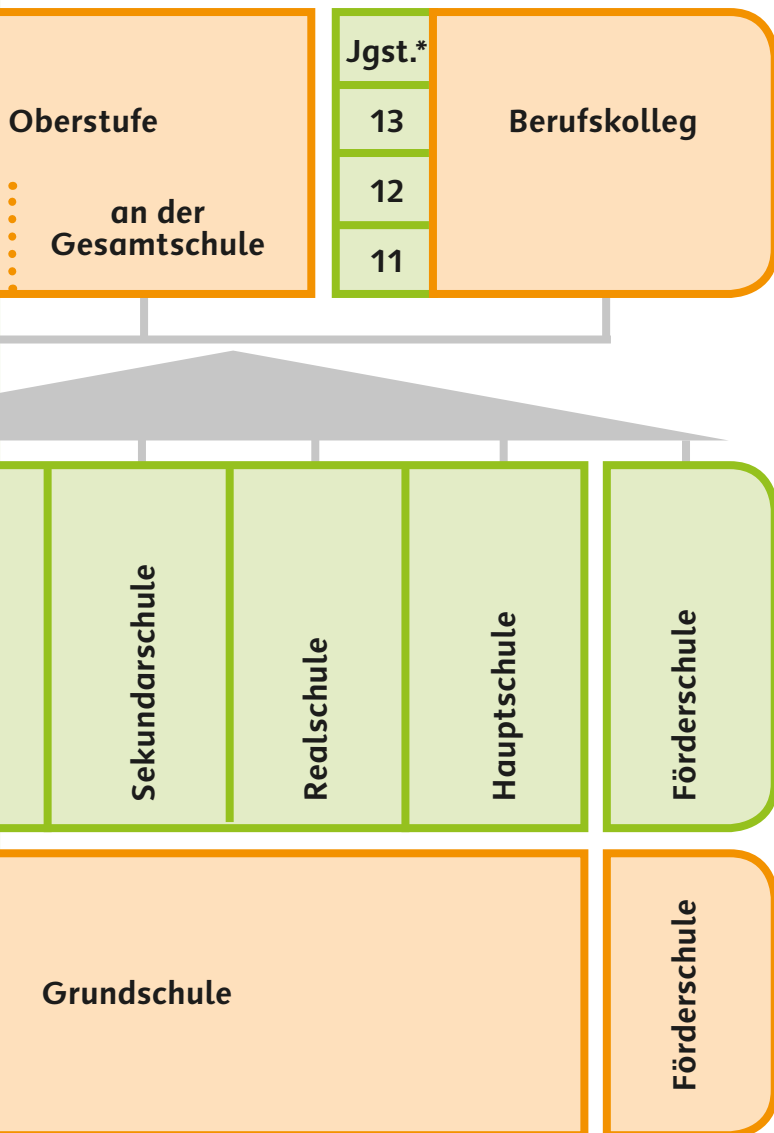 Oberstufe
an der
Gesamtschule
Jgst.*
13
12
11
Berufskolleg
Sekundarschule
Realschule
Hauptschule
Förderschule
Grundschule
Förderschule